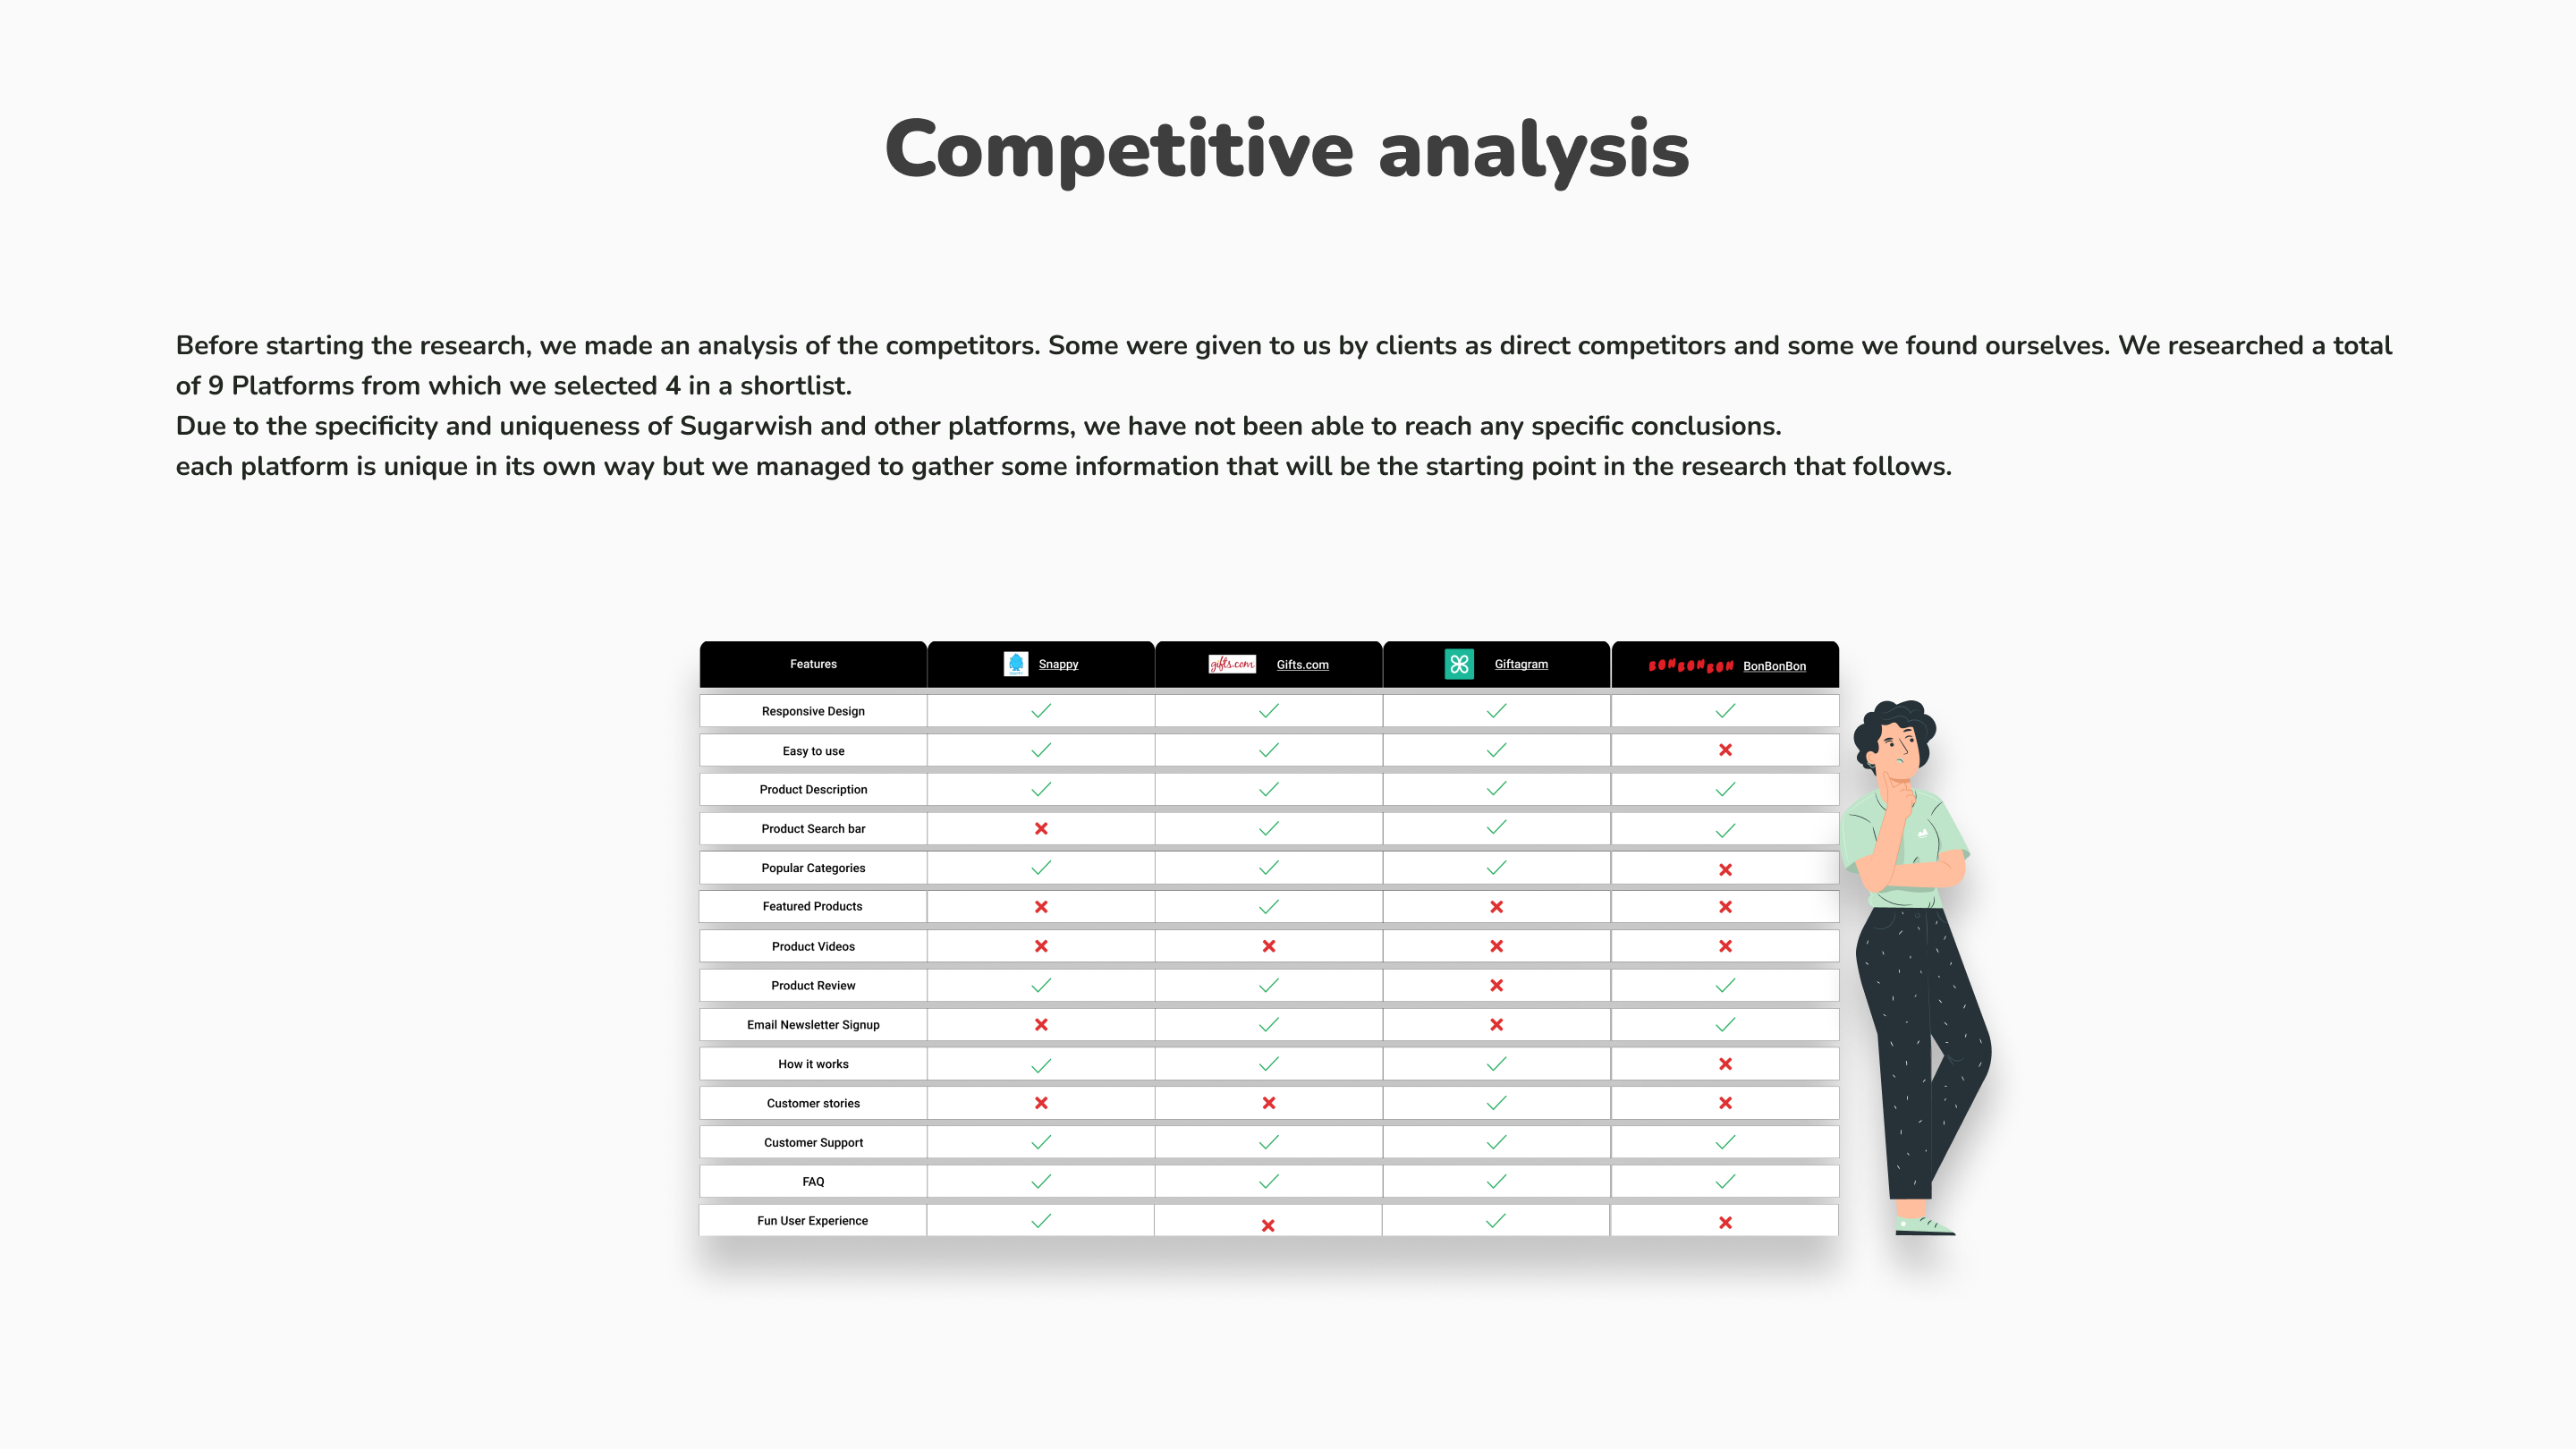 Competitive analysis
Before starting the research, we made an analysis of the competitors. Some were given to us by clients as direct competitors and some we found ourselves. We researched a total
of 9 Platforms from which we selected 4 in a shortlist.
Due to the specificity and uniqueness of Sugarwish and other platforms, we have not been able to reach any specific conclusions.
each platform is unique in its own way but we managed to gather some information that will be the starting point in the research that follows.
Features Snappy gifts.com Gifts.com Giftagram BONBONBON BonBonBon
Responsive Design
Easy to use
Product Description
Product Search bar
Popular Categories
Featured Products
Product Videos
Product Review
Email Newsletter Signup
How it works
Customer stories
Customer Support
FAQ
Fun User Experience